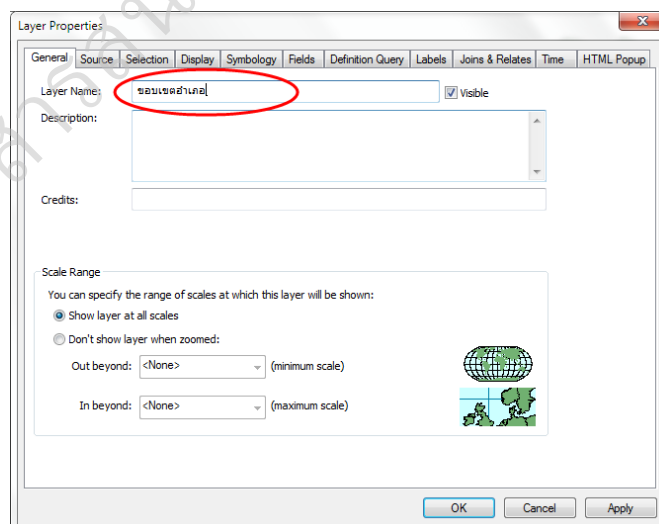 Layer Properties
General Source Selection Display Symbology Fields Definition Query Labels Joins & Relates Time HTML Popup
Layer Name: ขอบเขตอำเภอ Visible
Description:
Credits:
Scale Range
You can specify the range of scales at which this layer will be shown:
Show layer at all scales
Don't show layer when zoomed:
Out beyond: <None> (minimum scale)
In beyond: <None> (maximum scale)
OK Cancel Apply